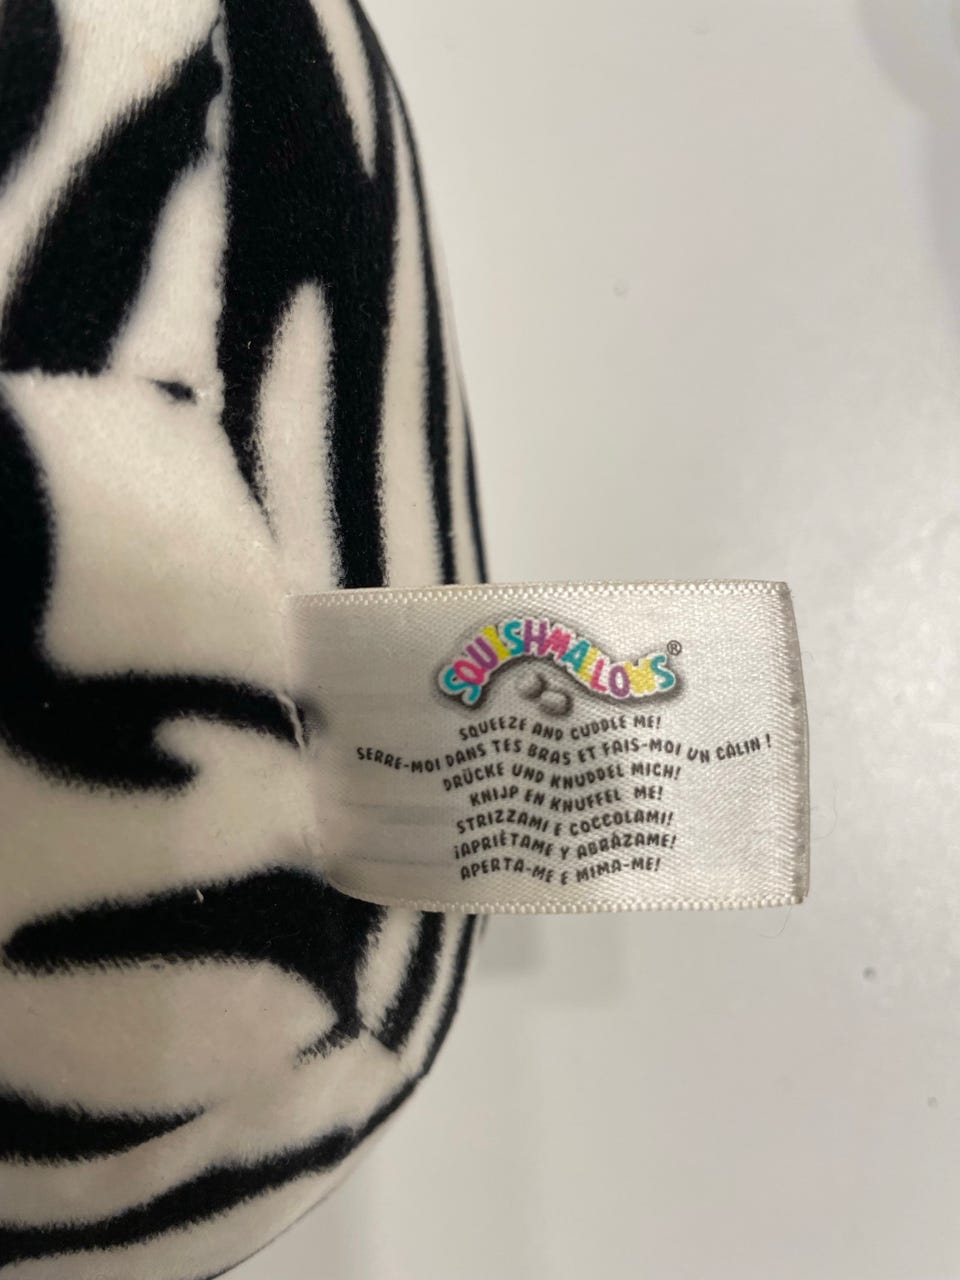 SQUISHMALLOWS®
SQUEEZE AND CUDDLE ME!
SERRE-MOI DANS TES BRAS ET FAIS-MOI UN CÂLIN !
DRÜCKE UND KNUDDEL MICH!
KNIJP EN KNUFFEL ME!
STRIZZAMI E COCCOLAMI!
¡APRIÉTAME Y ABRÁZAME!
APERTA-ME E MIMA-ME!